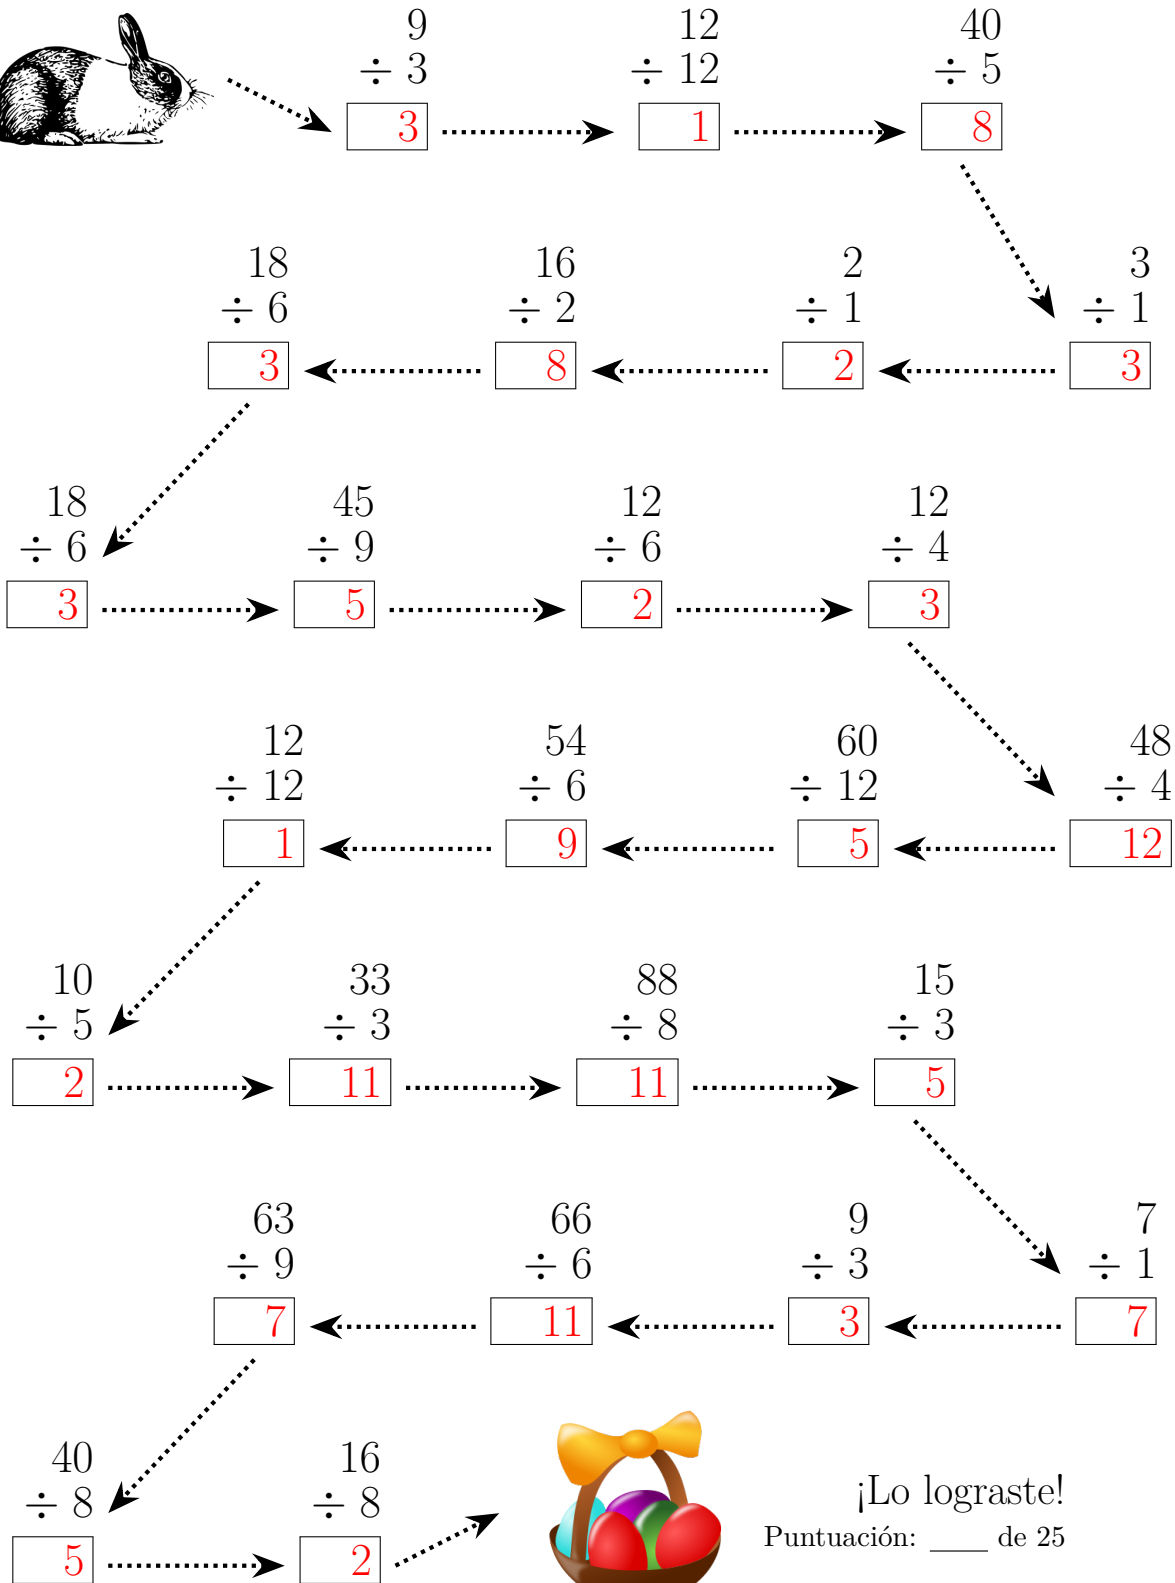 9 12 40
÷ 3 ÷ 12 ÷ 5
3 1 8
18 16 2 3
÷ 6 ÷ 2 ÷ 1 ÷ 1
3 8 2 3
18 45 12 12
÷ 6 ÷ 9 ÷ 6 ÷ 4
3 5 2 3
12 54 60 48
÷ 12 ÷ 6 ÷ 12 ÷ 4
1 9 5 12
10 33 88 15
÷ 5 ÷ 3 ÷ 8 ÷ 3
2 11 11 5
63 66 9 7
÷ 9 ÷ 6 ÷ 3 ÷ 1
7 11 3 7
40 16
÷ 8 ÷ 8
5 2
¡Lo lograste!
Puntuación: ____ de 25